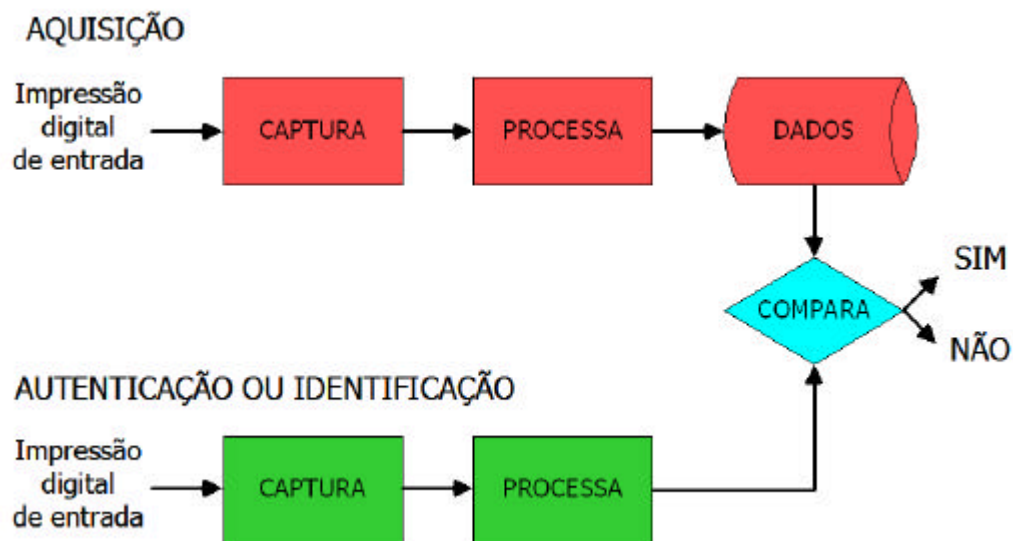 AQUISIÇÃO
Impressão
digital
de entrada
CAPTURA
PROCESSA
DADOS
COMPARA
SIM
NÃO
AUTENTICAÇÃO OU IDENTIFICAÇÃO
Impressão
digital
de entrada
CAPTURA
PROCESSA